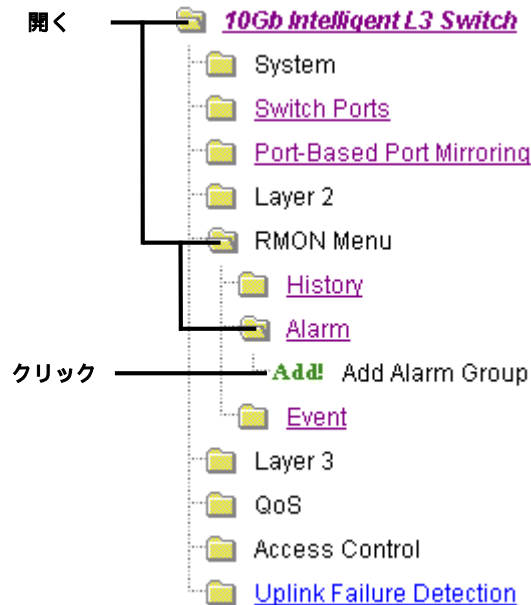 開く
10Gb Intelligent L3 Switch
System
Switch Ports
Port-Based Port Mirroring
Layer 2
RMON Menu
History
Alarm
クリック
Add! Add Alarm Group
Event
Layer 3
QoS
Access Control
Uplink Failure Detection